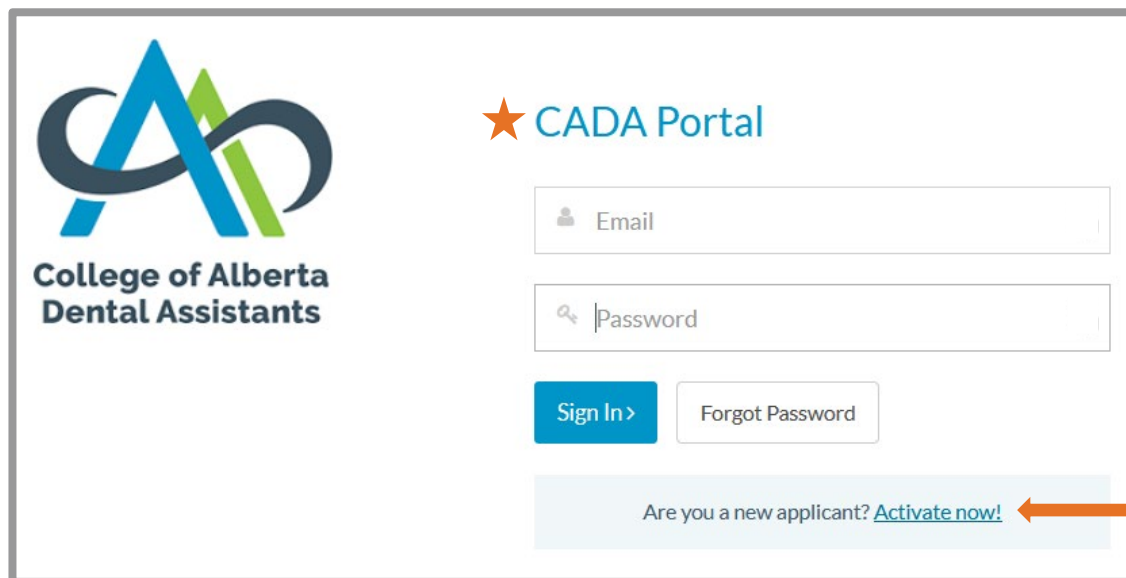 CADA Portal
Email
College of Alberta
Dental Assistants
Password
Sign In >
Forgot Password
Are you a new applicant? Activate now!